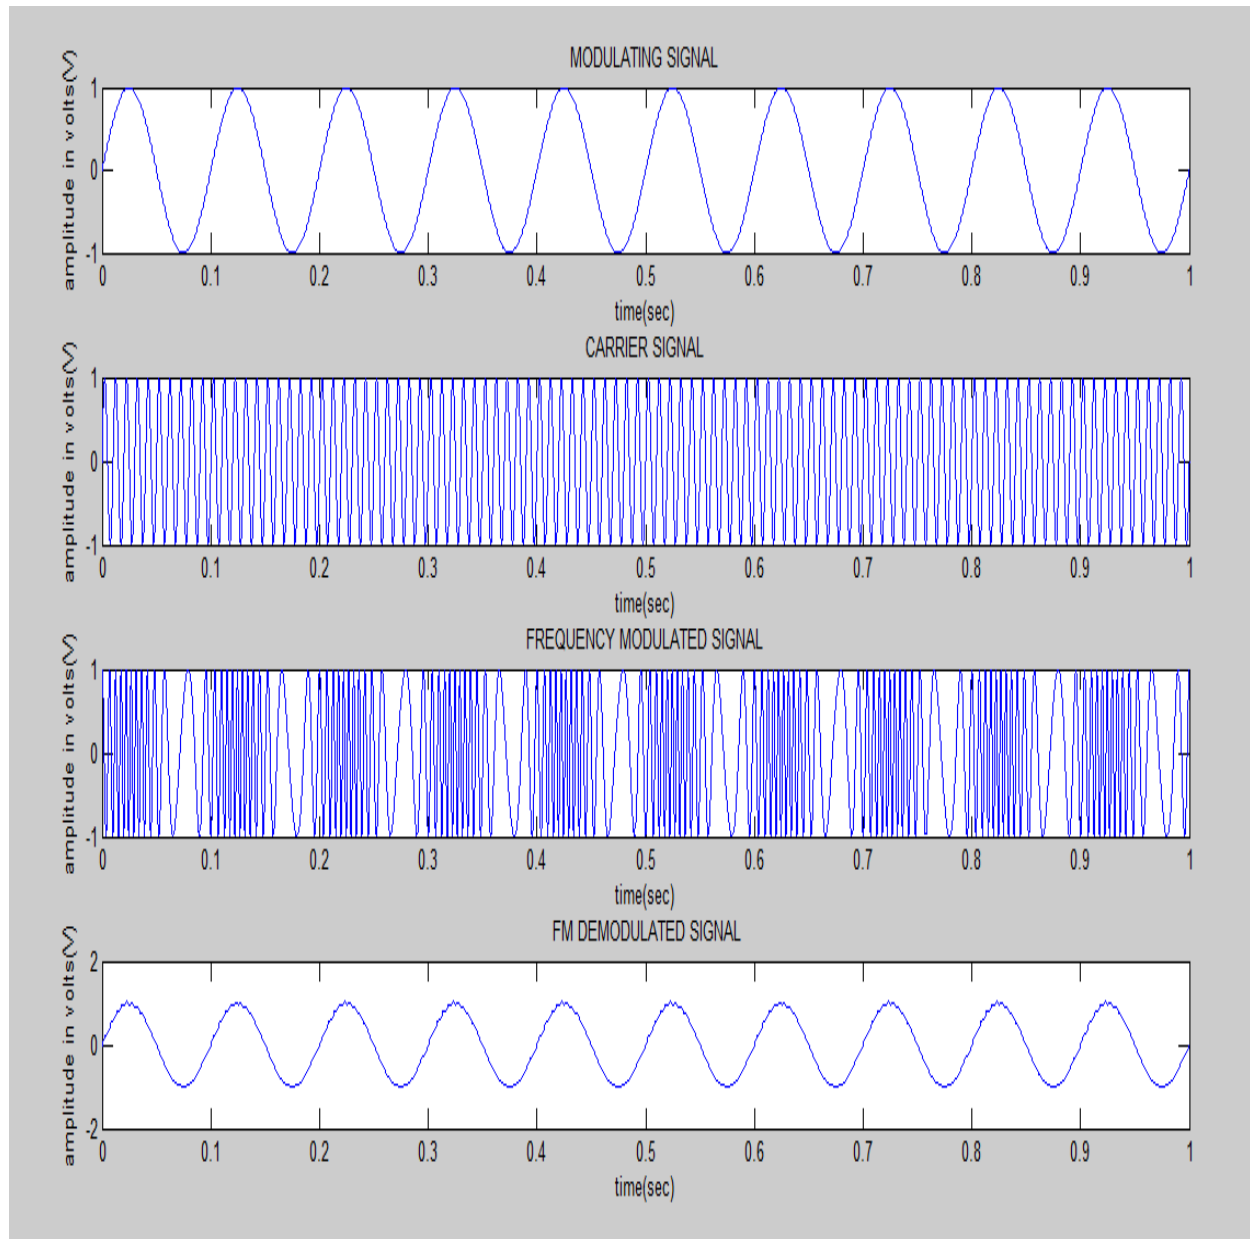 MODULATING SIGNAL
amplitude in volts(V)
1
0
-1
0 0.1 0.2 0.3 0.4 0.5 0.6 0.7 0.8 0.9 1
time(sec)
CARRIER SIGNAL
amplitude in volts(V)
1
0
-1
0 0.1 0.2 0.3 0.4 0.5 0.6 0.7 0.8 0.9 1
time(sec)
FREQUENCY MODULATED SIGNAL
amplitude in volts(V)
1
0
-1
0 0.1 0.2 0.3 0.4 0.5 0.6 0.7 0.8 0.9 1
time(sec)
FM DEMODULATED SIGNAL
amplitude in volts(V)
2
0
-2
0 0.1 0.2 0.3 0.4 0.5 0.6 0.7 0.8 0.9 1
time(sec)